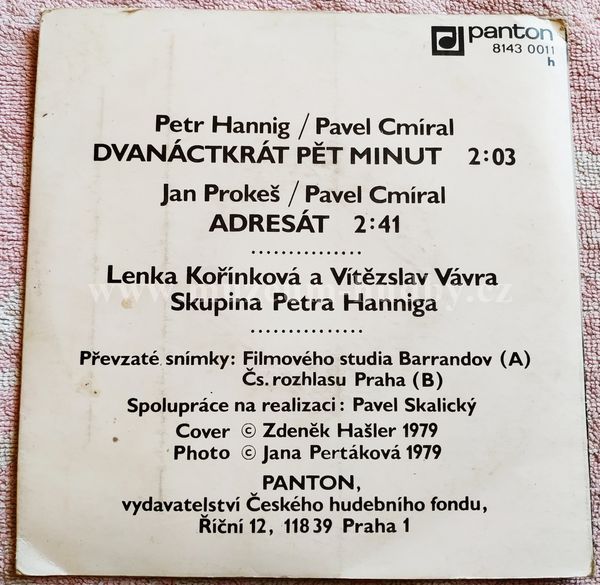 panton
8143 0011
h
Petr Hannig / Pavel Cmíral
DVANÁCTKRÁT PĚT MINUT 2:03
Jan Prokeš / Pavel Cmíral
ADRESÁT 2:41
Lenka Kořínková a Vítězslav Vávra
Skupina Petra Hanniga
Převzaté snímky: Filmového studia Barrandov (A)
Čs. rozhlasu Praha (B)
Spolupráce na realizaci: Pavel Skalický
Cover © Zdeněk Hašler 1979
Photo © Jana Pertáková 1979
PANTON,
vydavatelství Českého hudebního fondu,
Říční 12, 118 39 Praha 1